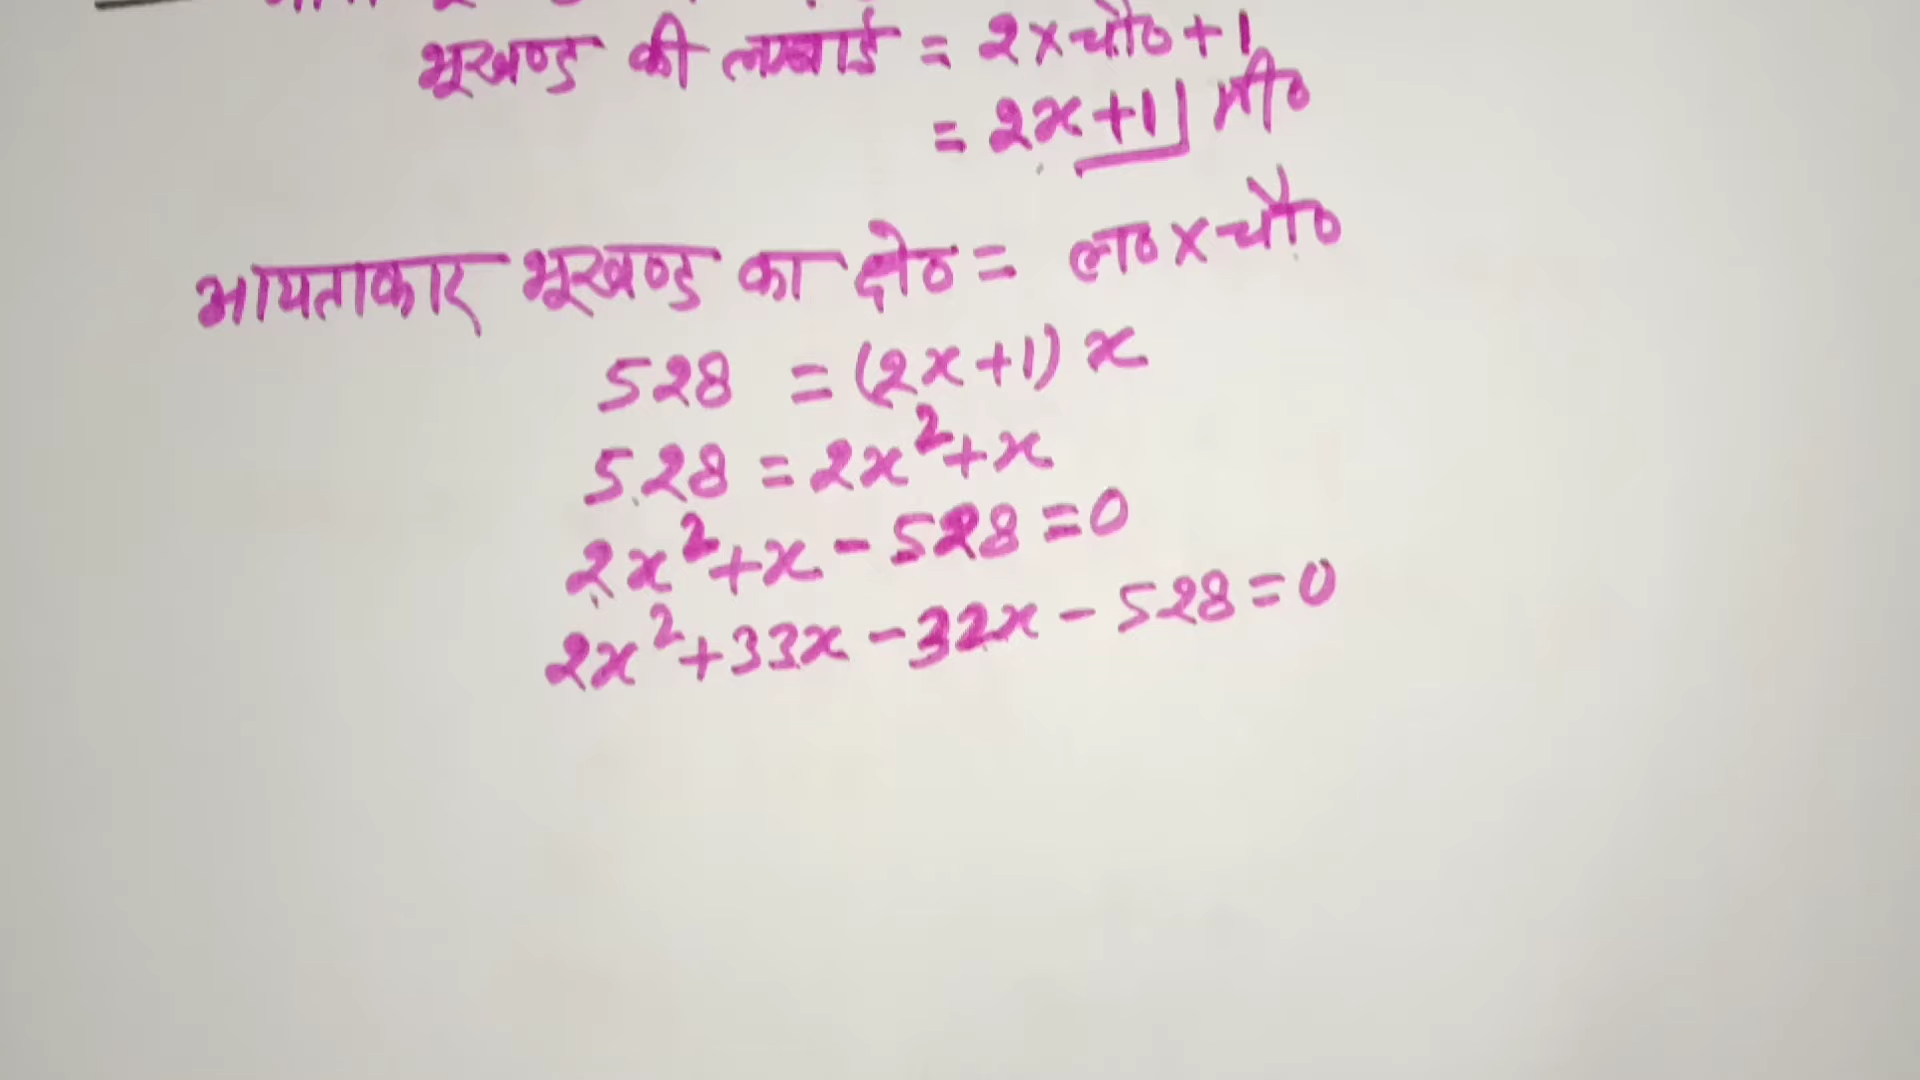 भूखण्ड की लम्बाई = 2×चौ० + 1
= 2x+1 मी०
आयताकार भूखण्ड का क्षे० = ल० × चौ०
528 = (2x+1) x
528 = 2x²+x
2x²+x - 528 = 0
2x²+33x - 32x - 528 = 0